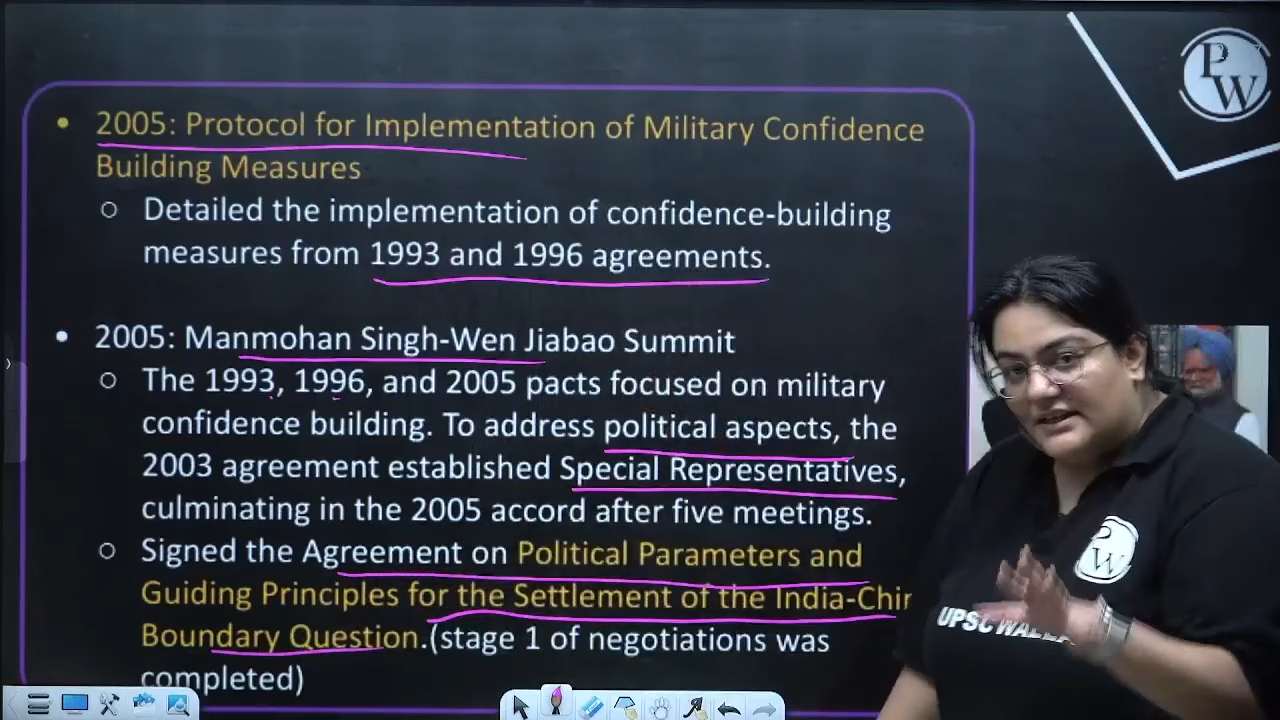 PW
• 2005: Protocol for Implementation of Military Confidence
Building Measures
○ Detailed the implementation of confidence-building
measures from 1993 and 1996 agreements.
• 2005: Manmohan Singh-Wen Jiabao Summit
○ The 1993, 1996, and 2005 pacts focused on military
confidence building. To address political aspects, the
2003 agreement established Special Representatives,
culminating in the 2005 accord after five meetings.
○ Signed the Agreement on Political Parameters and
Guiding Principles for the Settlement of the India-Chin
Boundary Question.(stage 1 of negotiations was
completed)
PW
UPSC WALLA